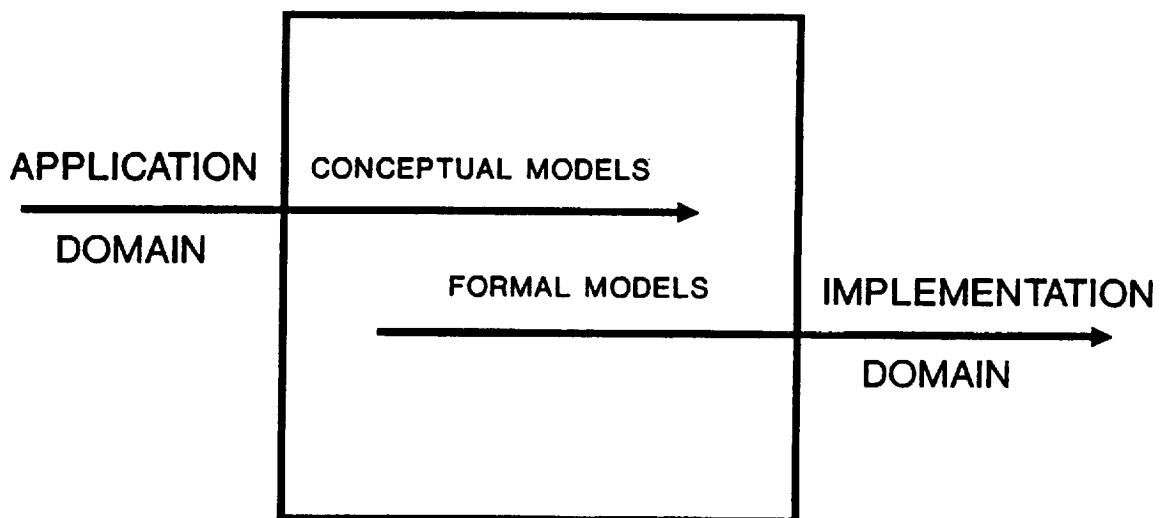 APPLICATION
CONCEPTUAL MODELS
DOMAIN
FORMAL MODELS
IMPLEMENTATION
DOMAIN